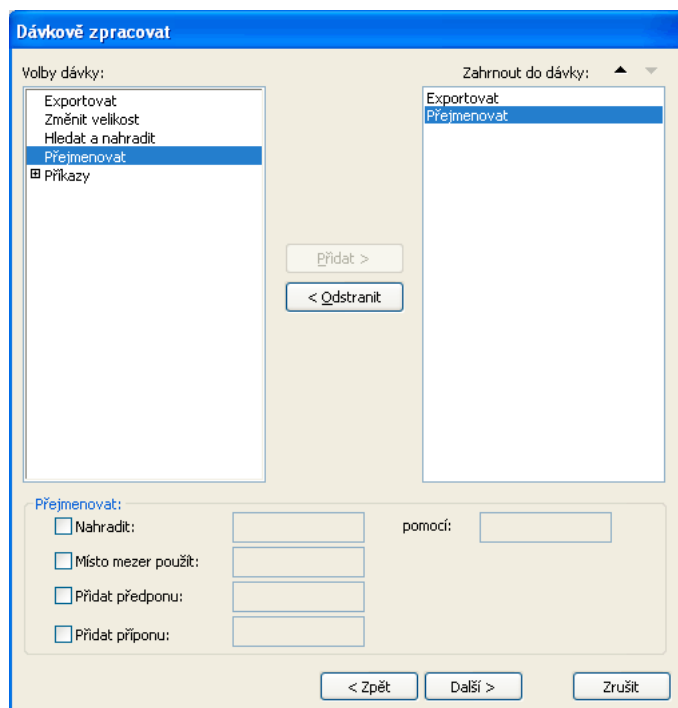 Dávkově zpracovat
Volby dávky:
Zahrnout do dávky:
Exportovat
Změnit velikost
Hledat a nahradit
Přejmenovat
Příkazy
Exportovat
Přejmenovat
Přidat >
< Odstranit
Přejmenovat:
Nahradit:
pomocí:
Místo mezer použít:
Přidat předponu:
Přidat příponu:
< Zpět
Další >
Zrušit